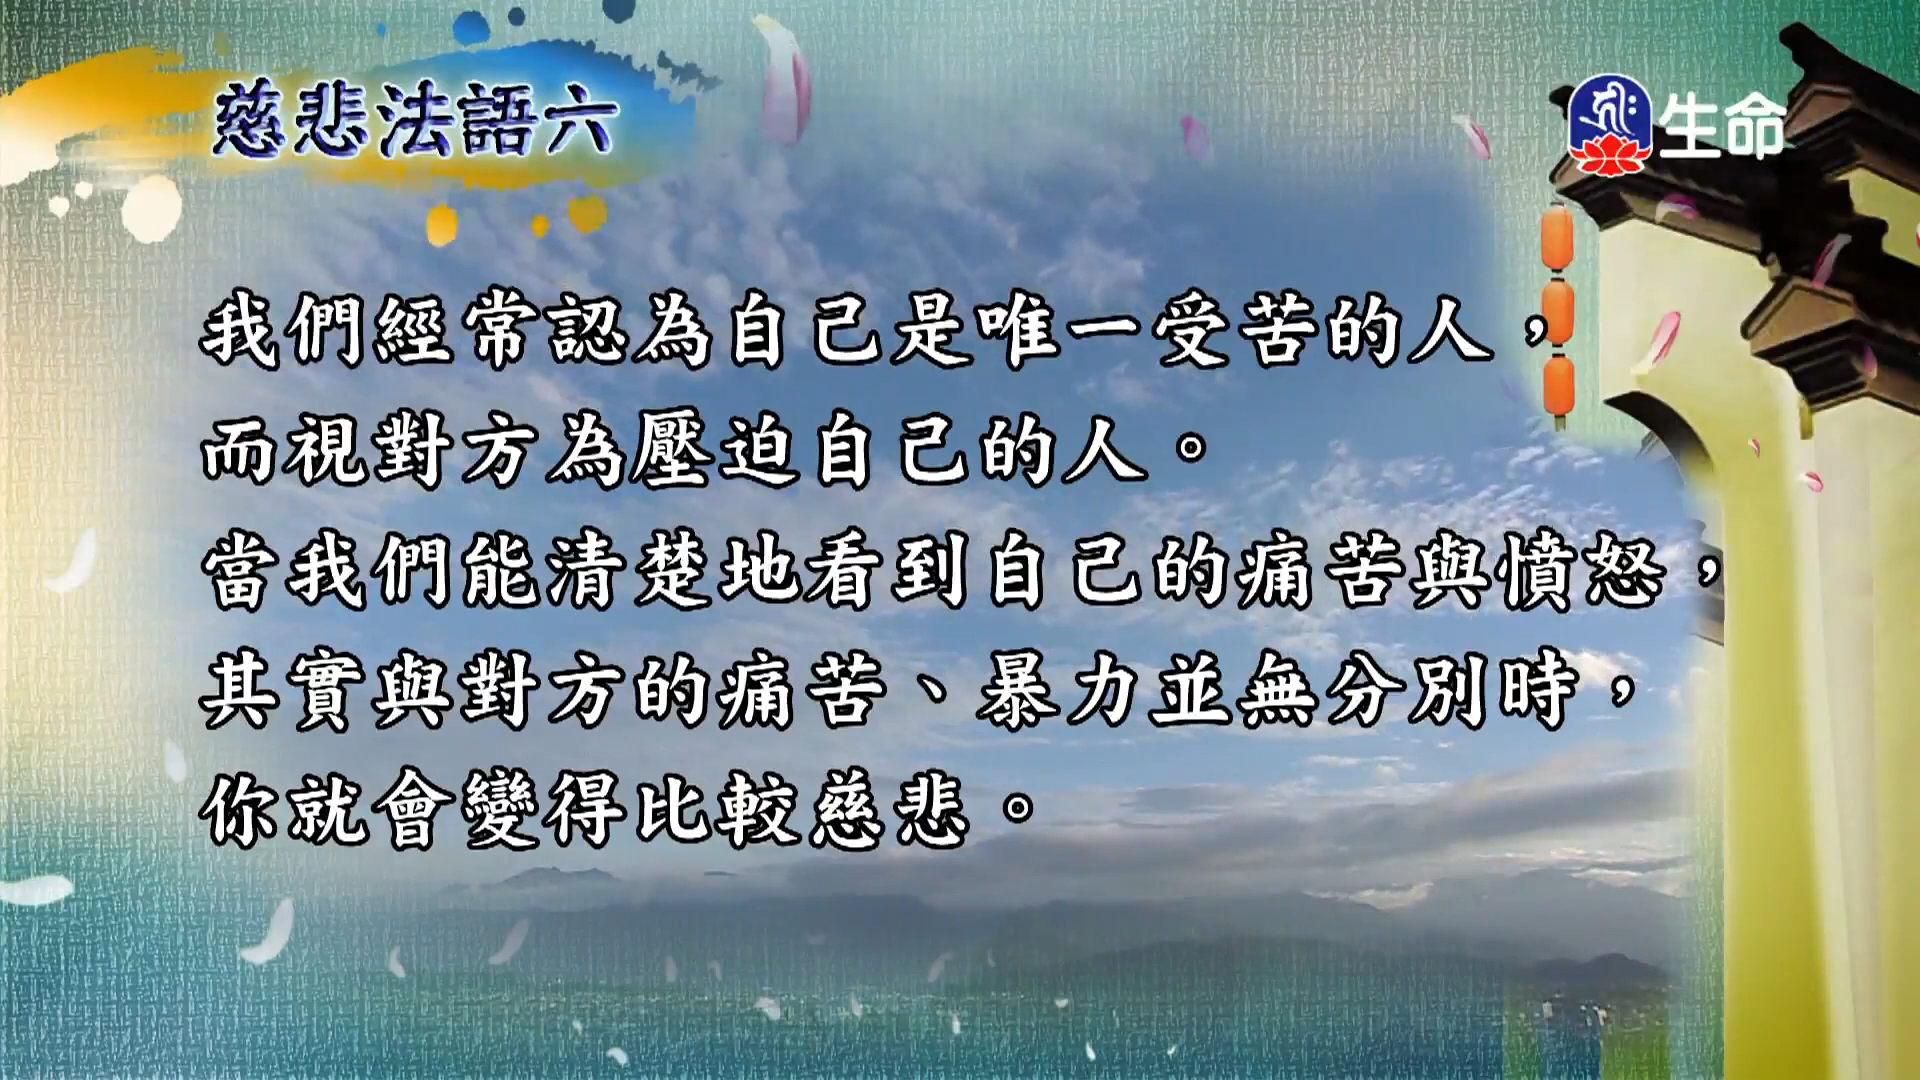 慈悲法語六
生命
我們經常認為自己是唯一受苦的人，
而視對方為壓迫自己的人。
當我們能清楚地看到自己的痛苦與憤怒，
其實與對方的痛苦、暴力並無分別時，
你就會變得比較慈悲。